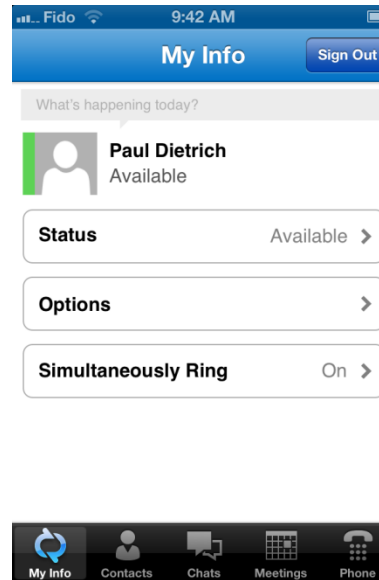 Fido 9:42 AM
My Info Sign Out
What's happening today?
Paul Dietrich
Available
Status Available
Options
Simultaneously Ring On
My Info Contacts Chats Meetings Phone